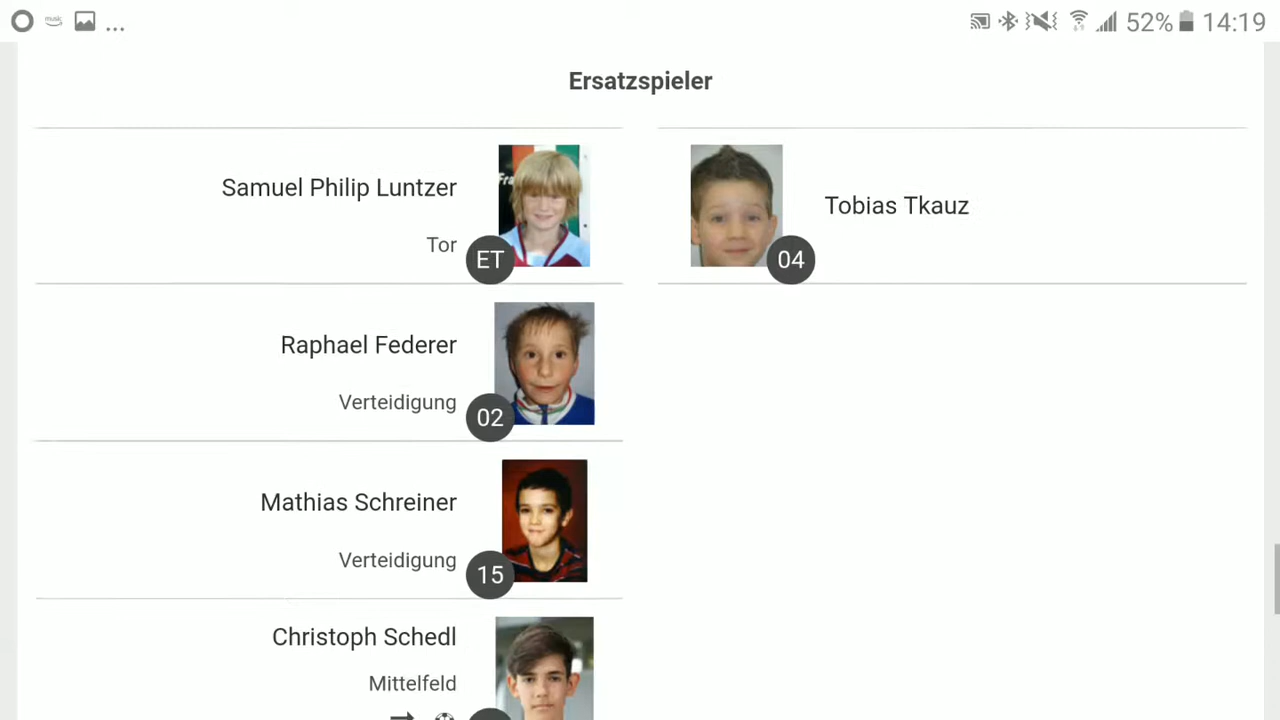 music
... 52% 14:19
Ersatzspieler
Samuel Philip Luntzer
Tor
ET
Tobias Tkauz
04
Raphael Federer
Verteidigung
02
Mathias Schreiner
Verteidigung
15
Christoph Schedl
Mittelfeld